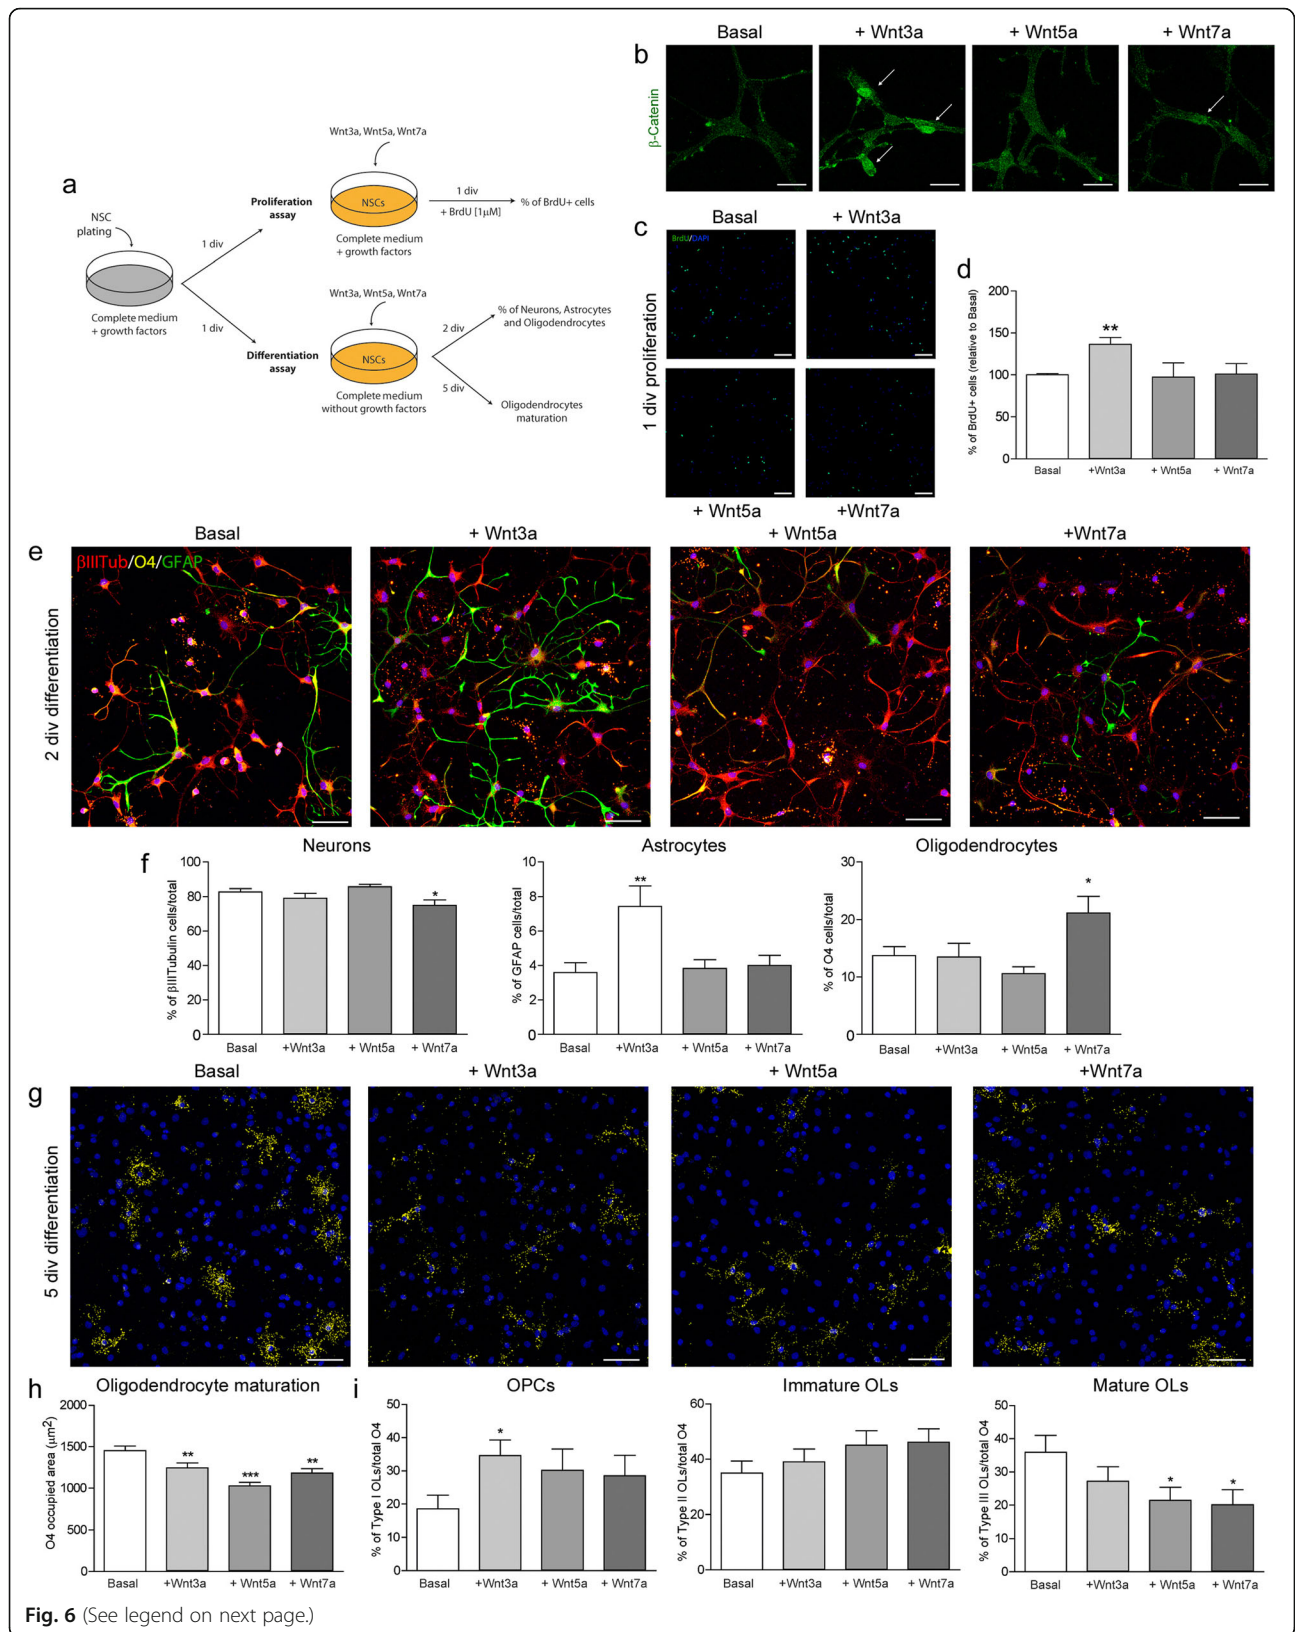 a
NSC
plating
Complete medium
+ growth factors
1 div
1 div
Proliferation
assay
Differentiation
assay
Wnt3a, Wnt5a, Wnt7a
NSCs
Complete medium
+ growth factors
1 div
+ BrdU [1μM]
% of BrdU+ cells
Wnt3a, Wnt5a, Wnt7a
NSCs
Complete medium
without growth factors
2 div
5 div
% of Neurons, Astrocytes
and Oligodendrocytes
Oligodendrocytes
maturation
b
Basal
+ Wnt3a
+ Wnt5a
+ Wnt7a
β-Catenin
c
Basal
+ Wnt3a
BrdU/DAPI
1 div proliferation
+ Wnt5a
+Wnt7a
d
% of BrdU+ cells (relative to Basal)
200
150
100
50
0
**
Basal
+Wnt3a
+ Wnt5a
+ Wnt7a
e
Basal
+ Wnt3a
+ Wnt5a
+Wnt7a
βIIITub/O4/GFAP
2 div differentiation
f
Neurons
% of βIIITubulin cells/total
100
80
60
40
20
0
*
Basal
+Wnt3a
+ Wnt5a
+ Wnt7a
Astrocytes
% of GFAP cells/total
10
8
6
4
2
0
**
Basal
+Wnt3a
+ Wnt5a
+ Wnt7a
Oligodendrocytes
% of O4 cells/total
30
20
10
0
*
Basal
+Wnt3a
+ Wnt5a
+ Wnt7a
g
Basal
+ Wnt3a
+ Wnt5a
+Wnt7a
5 div differentiation
h
Oligodendrocyte maturation
O4 occupied area (μm²)
2000
1500
1000
500
0
**
***
**
Basal
+Wnt3a
+ Wnt5a
+ Wnt7a
i
OPCs
% of Type I OLs/total O4
50
40
30
20
10
0
*
Basal
+Wnt3a
+ Wnt5a
+ Wnt7a
Immature OLs
% of Type II OLs/total O4
60
40
20
0
Basal
+Wnt3a
+ Wnt5a
+ Wnt7a
Mature OLs
% of Type III OLs/total O4
50
40
30
20
10
0
*
*
Basal
+Wnt3a
+ Wnt5a
+ Wnt7a
Fig. 6 (See legend on next page.)